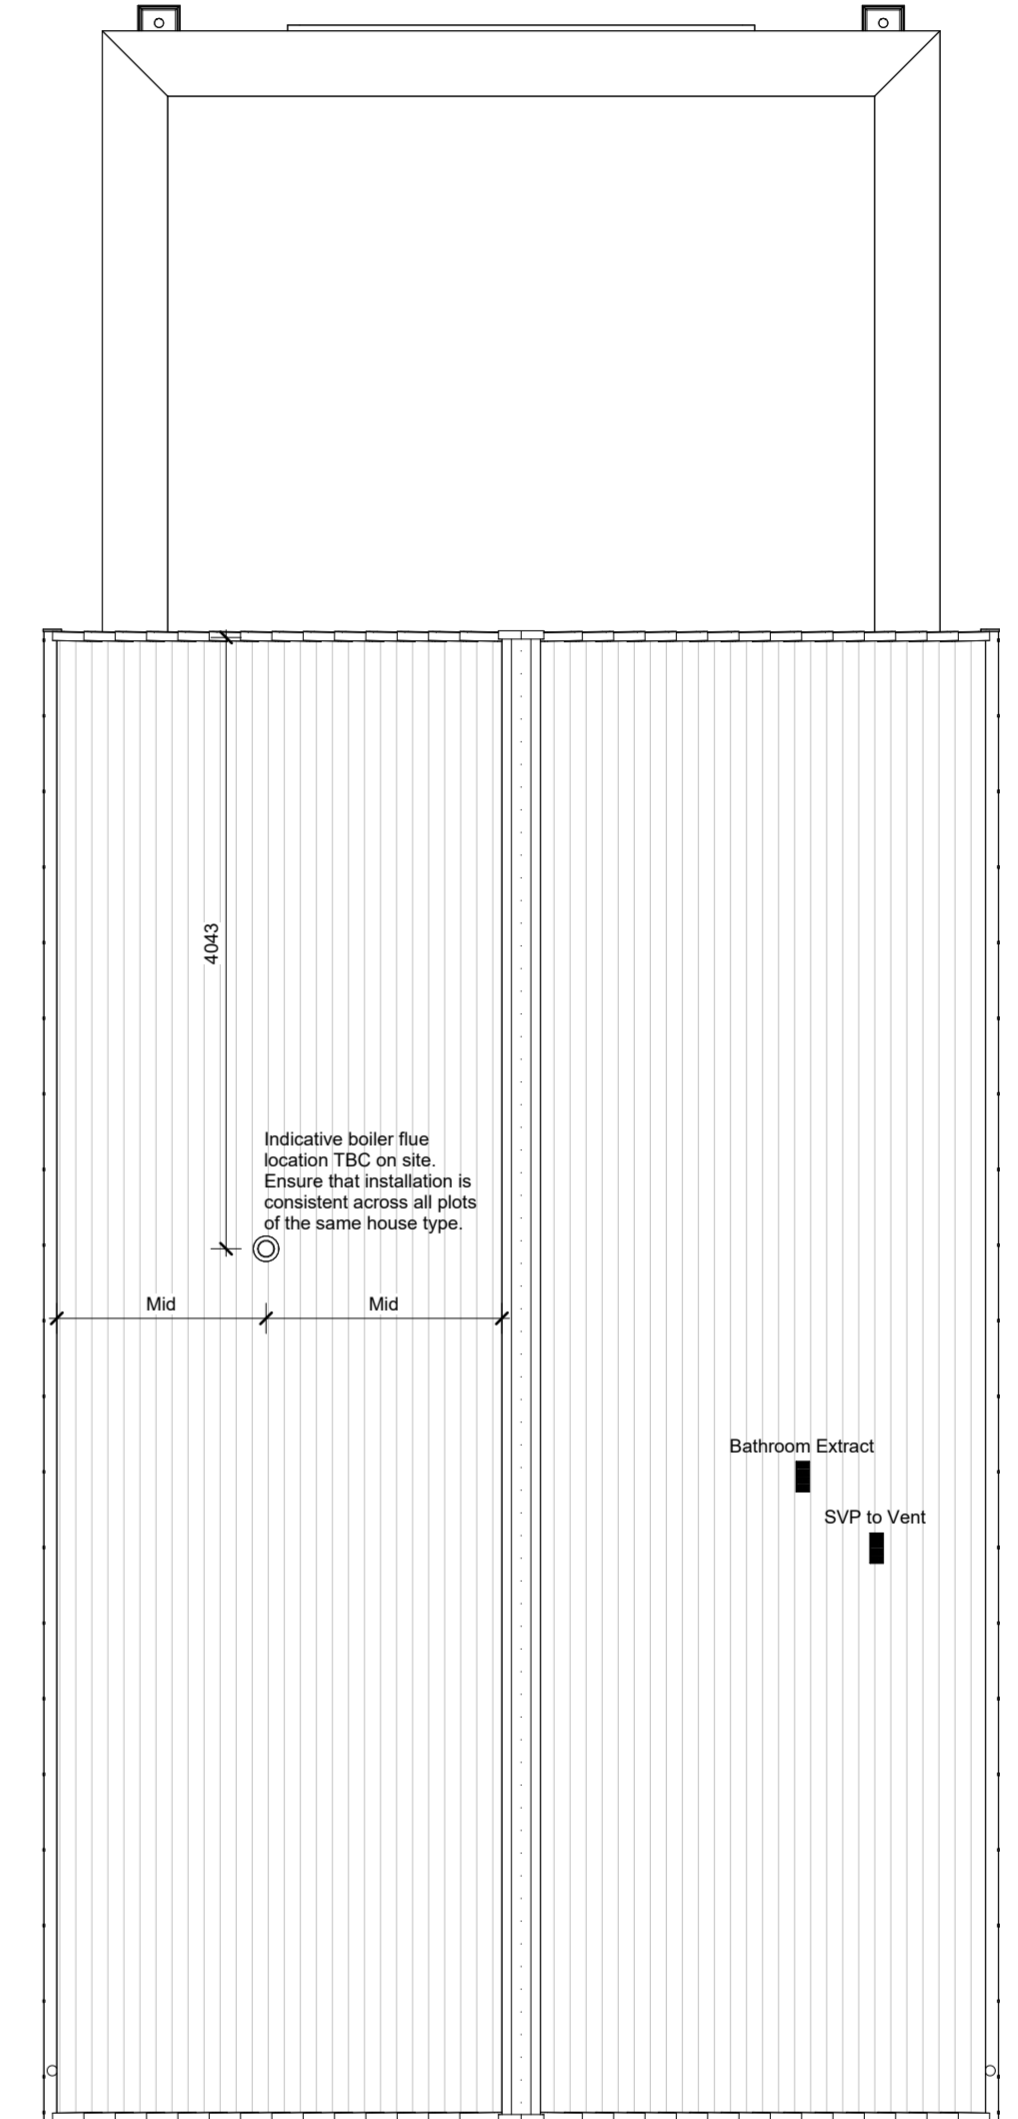 4043
Indicative boiler flue
location TBC on site.
Ensure that installation is
consistent across all plots
of the same house type.
Mid
Mid
Bathroom Extract
SVP to Vent